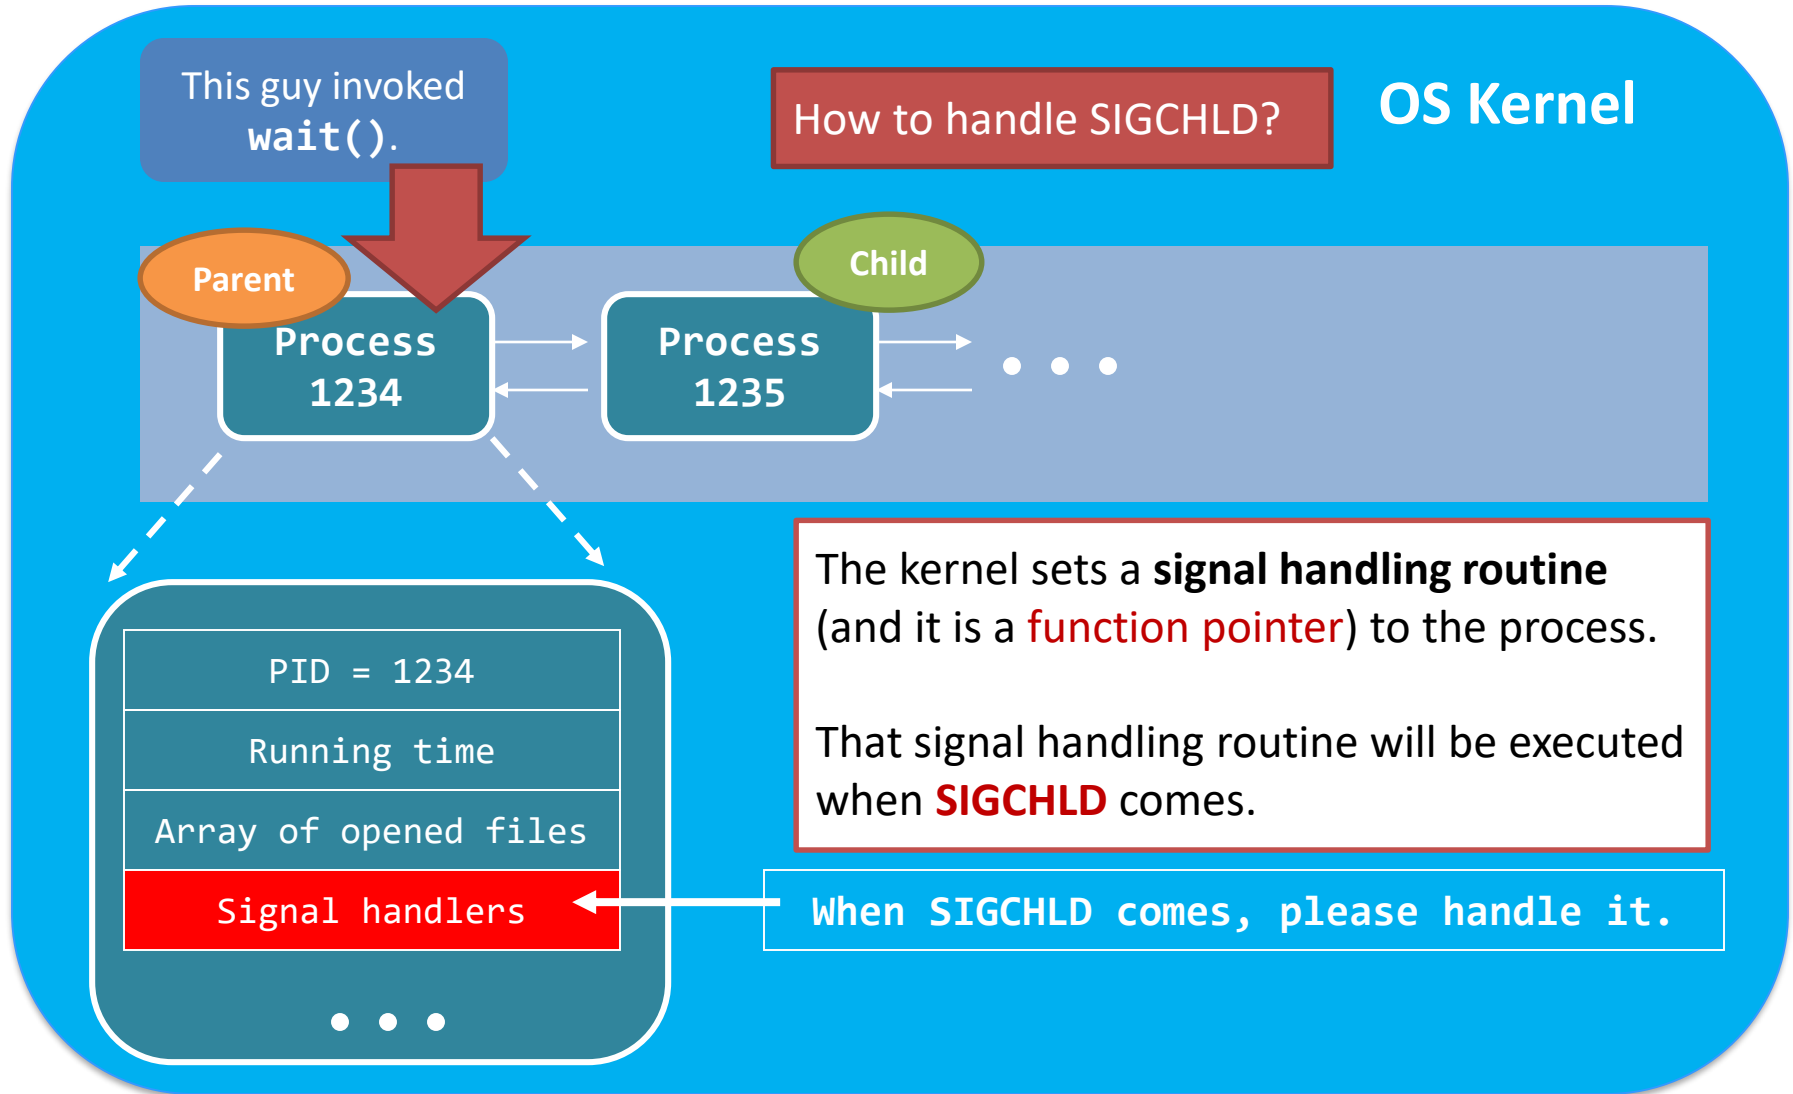 This guy invoked
wait().
How to handle SIGCHLD?
OS Kernel
Parent
Child
Process
1234
Process
1235
The kernel sets a signal handling routine
(and it is a function pointer) to the process.
That signal handling routine will be executed
when SIGCHLD comes.
PID = 1234
Running time
Array of opened files
Signal handlers
When SIGCHLD comes, please handle it.